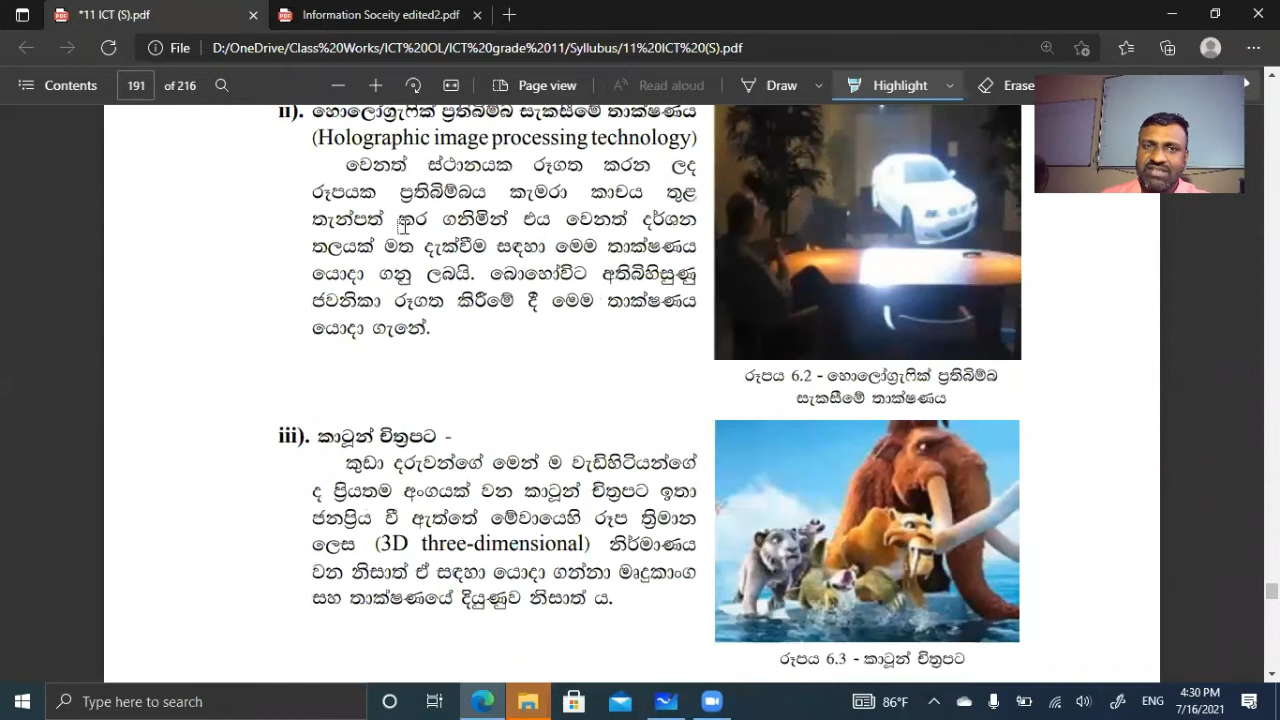 *11 ICT (S).pdf
Information Soceity edited2.pdf
File
D:/OneDrive/Class%20Works/ICT%20OL/ICT%20grade%2011/Syllubus/11%20ICT%20(S).pdf
Contents
191
of 216
Page view
Read aloud
Draw
Highlight
Erase
ii). හොලෝග්‍රැෆික් ප්‍රතිබිම්බ සැකසීමේ තාක්ෂණය
(Holographic image processing technology)
වෙනත් ස්ථානයක රූගත කරන ලද
රූපයක ප්‍රතිබිම්බය කැමරා කාචය තුළ
තැන්පත් කර ගනිමින් එය වෙනත් දර්ශන
තලයක් මත දැක්වීම සඳහා මෙම තාක්ෂණය
යොදා ගනු ලබයි. බොහෝවිට අතිබිහිසුණු
ජවනිකා රූගත කිරීමේ දී මෙම තාක්ෂණය
යොදා ගැනේ.
රූපය 6.2 - හොලෝග්‍රැෆික් ප්‍රතිබිම්බ
සැකසීමේ තාක්ෂණය
iii). කාටූන් චිත්‍රපට -
කුඩා දරුවන්ගේ මෙන් ම වැඩිහිටියන්ගේ
ද ප්‍රියතම අංගයක් වන කාටූන් චිත්‍රපට ඉතා
ජනප්‍රිය වී ඇත්තේ මේවායෙහි රූප ත්‍රිමාන
ලෙස (3D three-dimensional) නිර්මාණය
වන නිසාත් ඒ සඳහා යොදා ගන්නා මෘදුකාංග
සහ තාක්ෂණයේ දියුණුව නිසාත් ය.
රූපය 6.3 - කාටූන් චිත්‍රපට
Type here to search
86°F
ENG
4:30 PM
7/16/2021